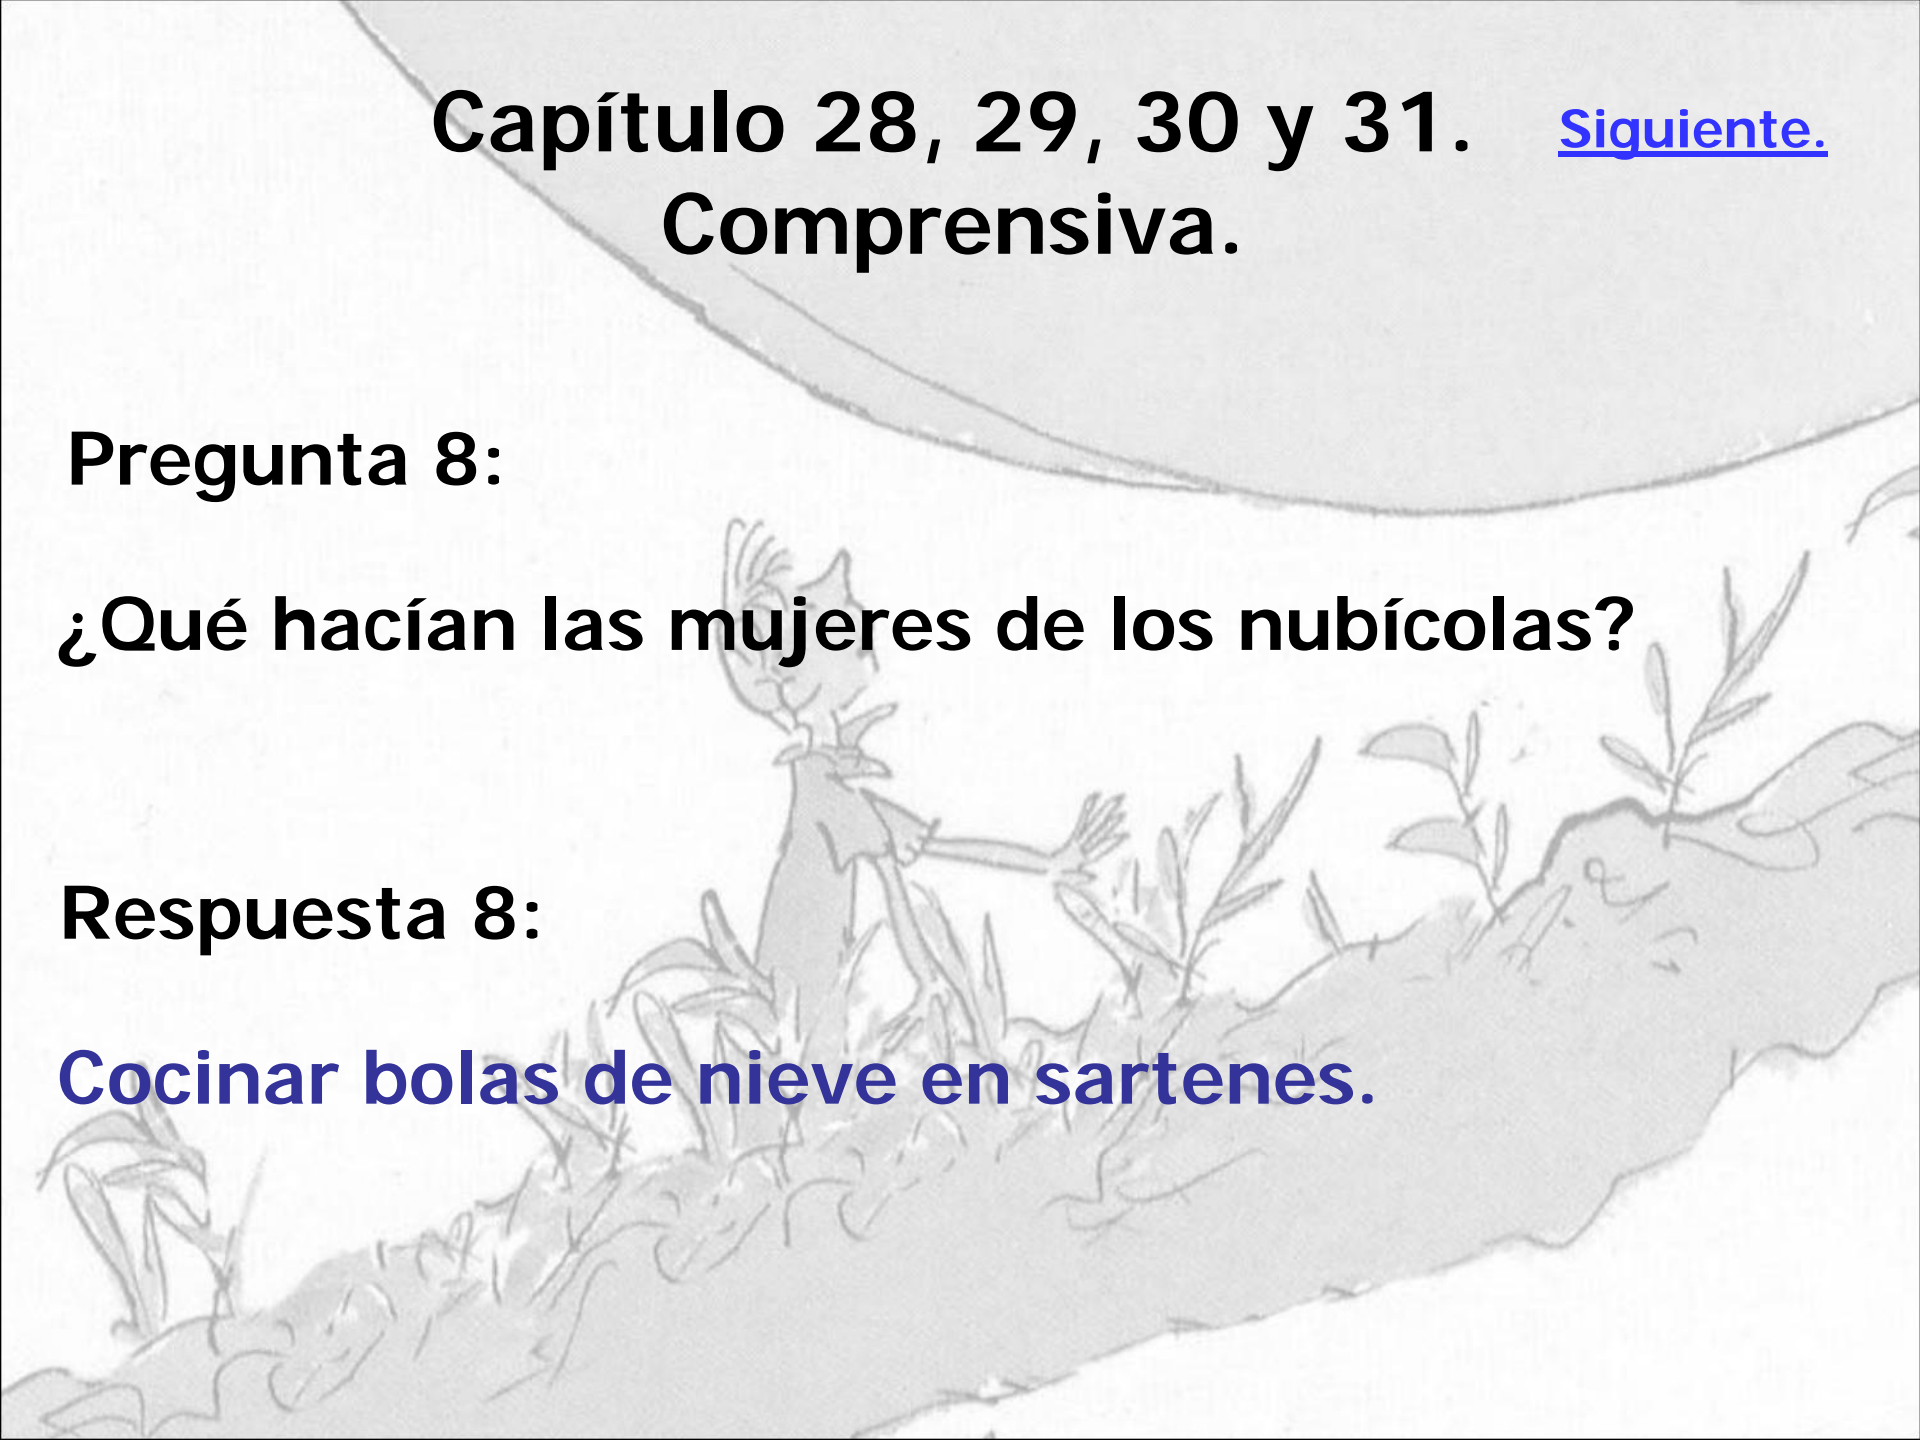 Capítulo 28, 29, 30 y 31. Siguiente.
Comprensiva.
Pregunta 8:
¿Qué hacían las mujeres de los nubícolas?
Respuesta 8:
Cocinar bolas de nieve en sartenes.